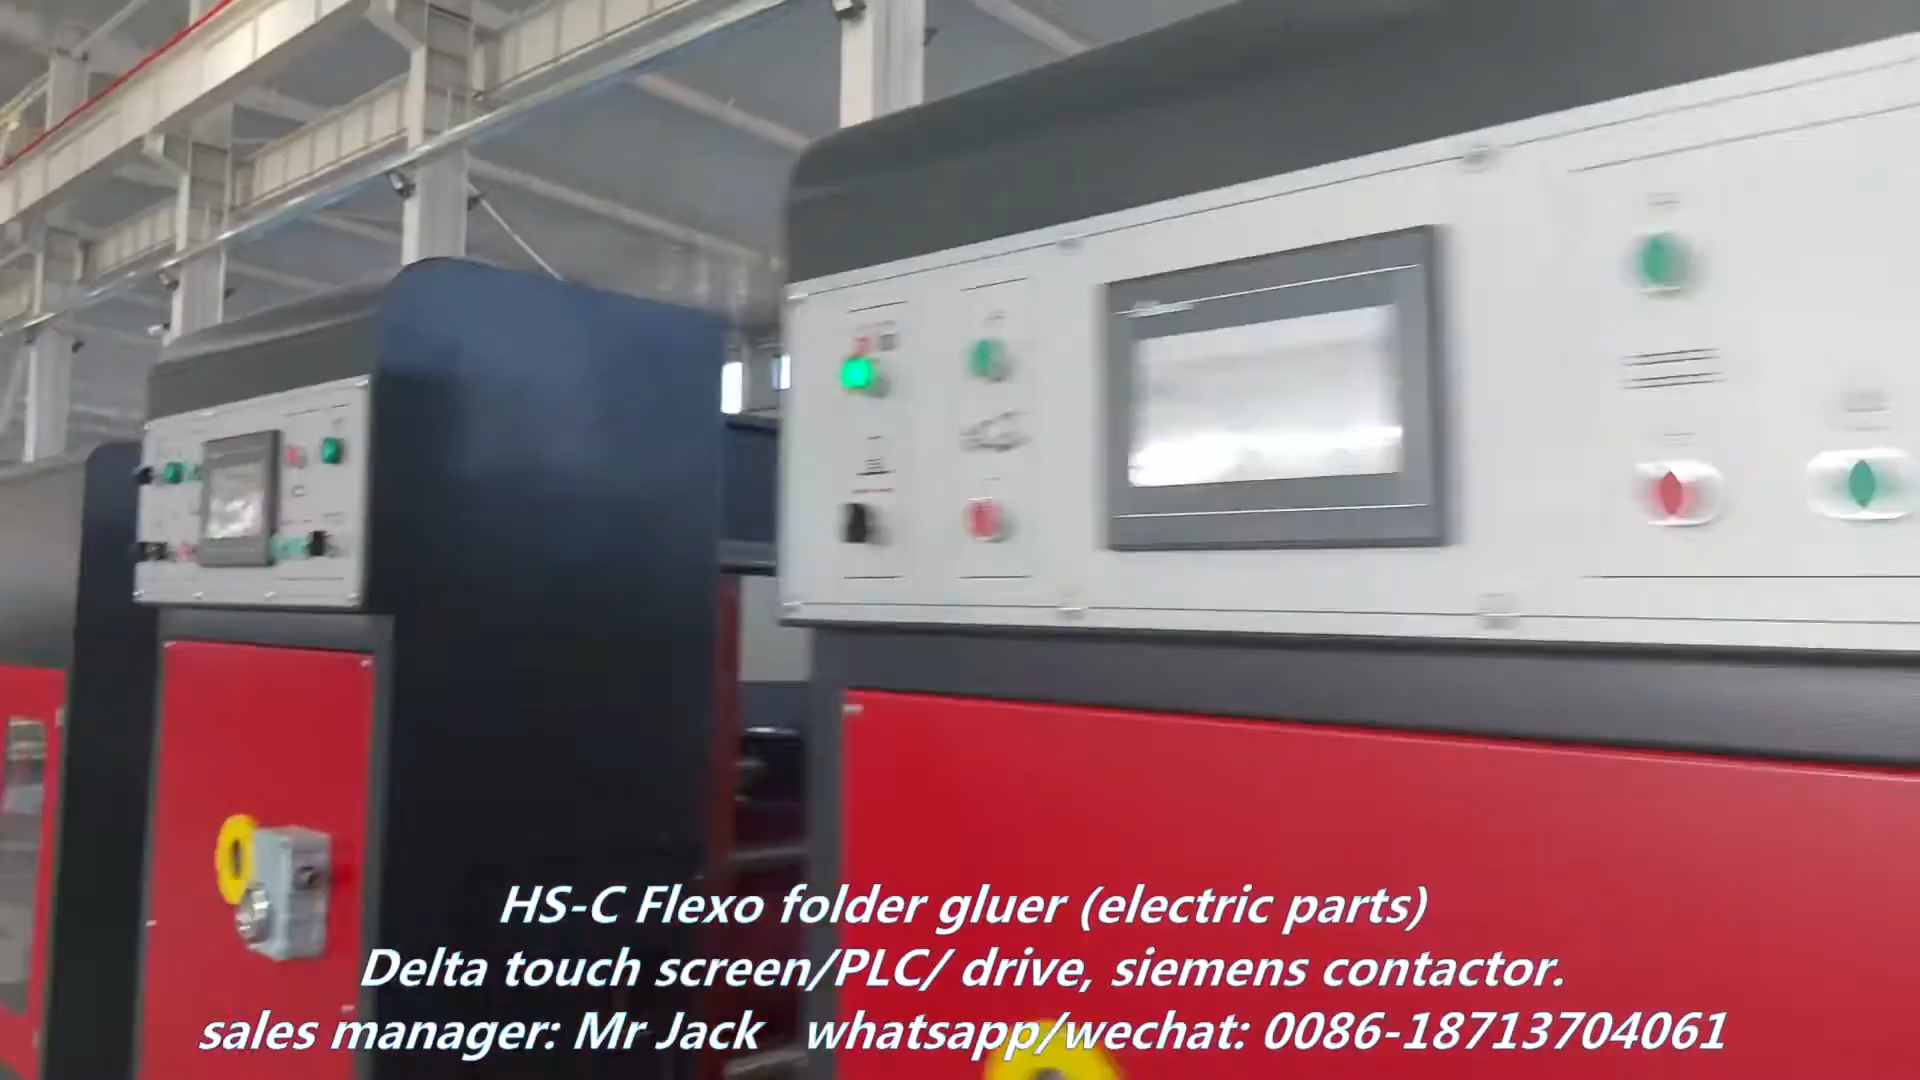 HS-C Flexo folder gluer (electric parts)
Delta touch screen/PLC/ drive, siemens contactor.
sales manager: Mr Jack whatsapp/wechat: 0086-18713704061